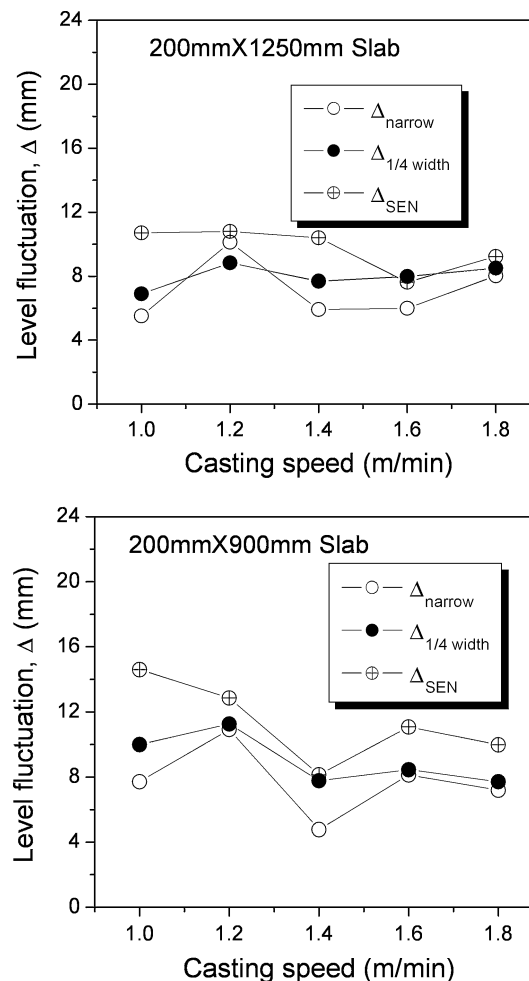 200mmX1250mm Slab
Δnarrow
Δ1/4 width
ΔSEN
Level fluctuation, Δ (mm)
24
20
16
12
8
4
0
1.0 1.2 1.4 1.6 1.8
Casting speed (m/min)
200mmX900mm Slab
Δnarrow
Δ1/4 width
ΔSEN
Level fluctuation, Δ (mm)
24
20
16
12
8
4
0
1.0 1.2 1.4 1.6 1.8
Casting speed (m/min)